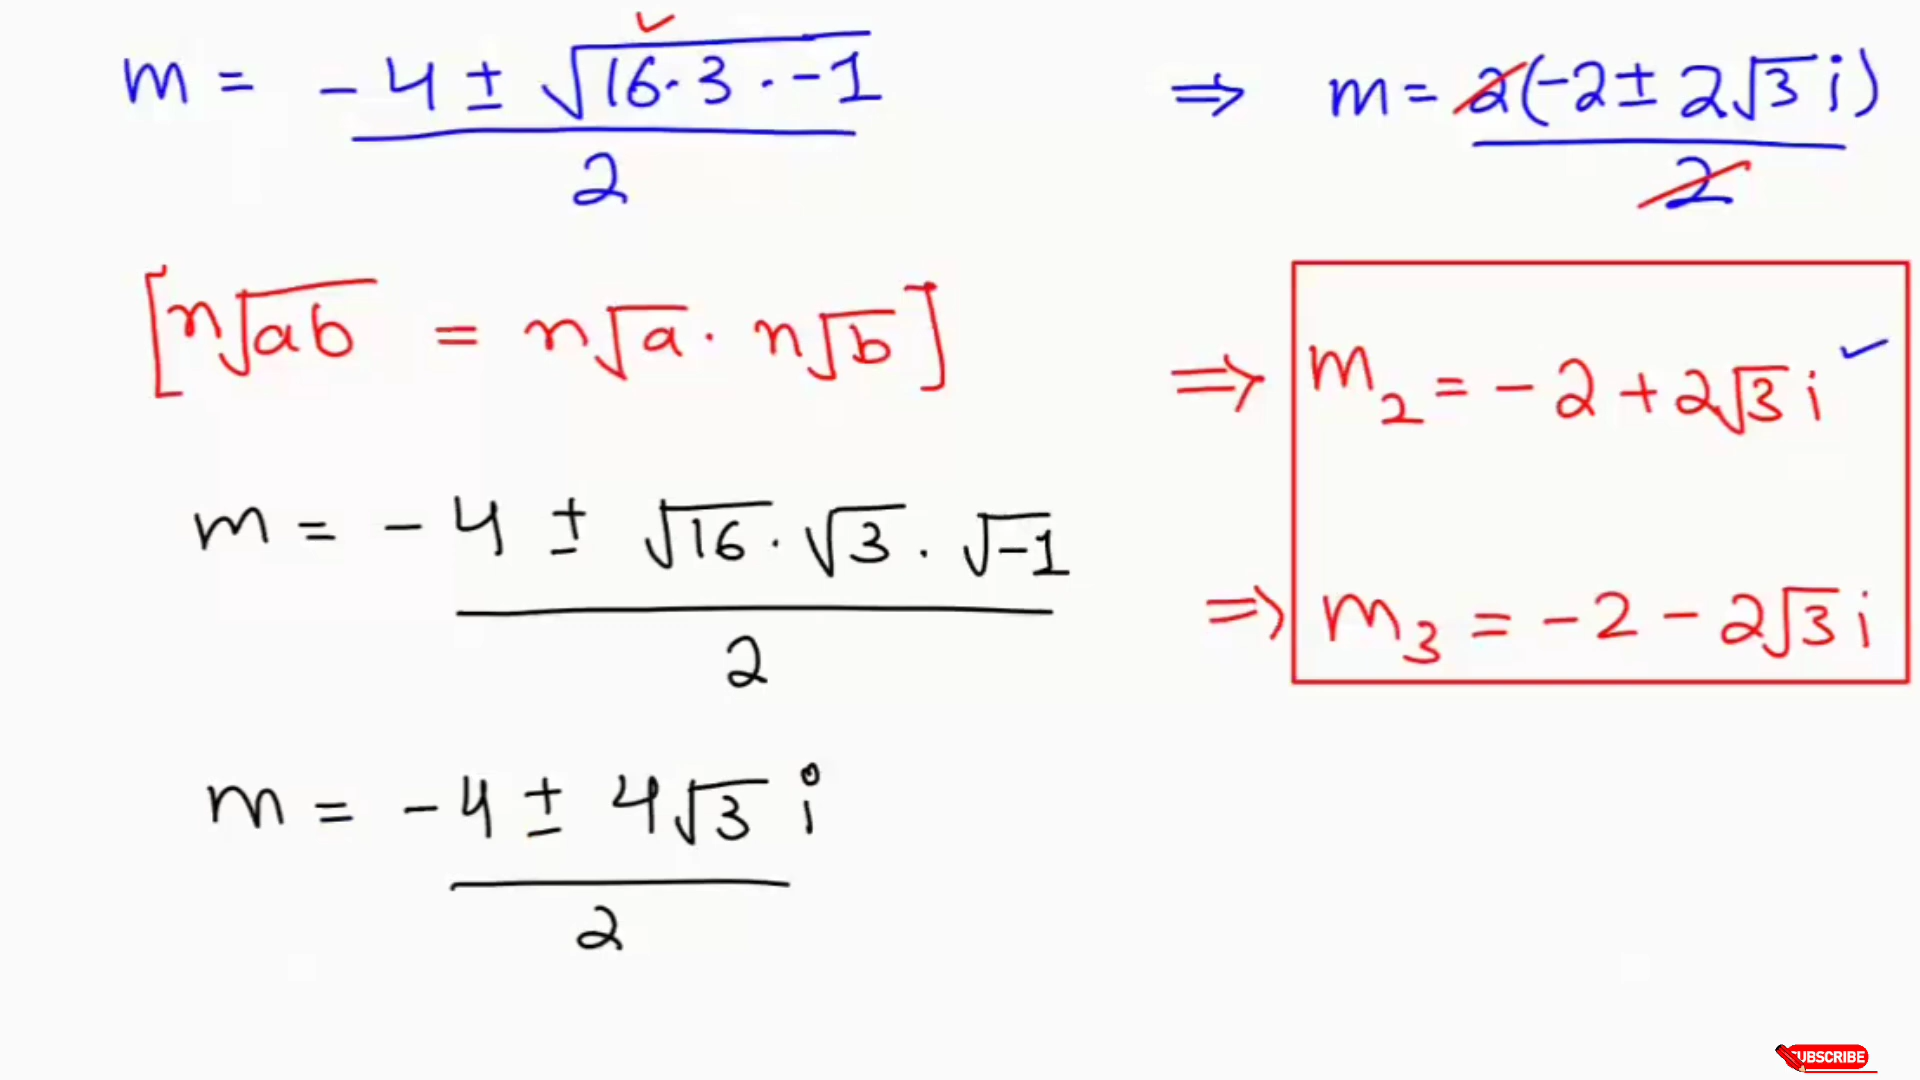 m = -4 ± √16·3·-1
2
[n√ab = n√a · n√b]
m = -4 ± √16 · √3 · √-1
2
m = -4 ± 4√3 i
2
⇒ m = 2(-2 ± 2√3 i)
2
⇒ m₂ = -2 + 2√3 i
⇒ m₃ = -2 - 2√3 i
SUBSCRIBE